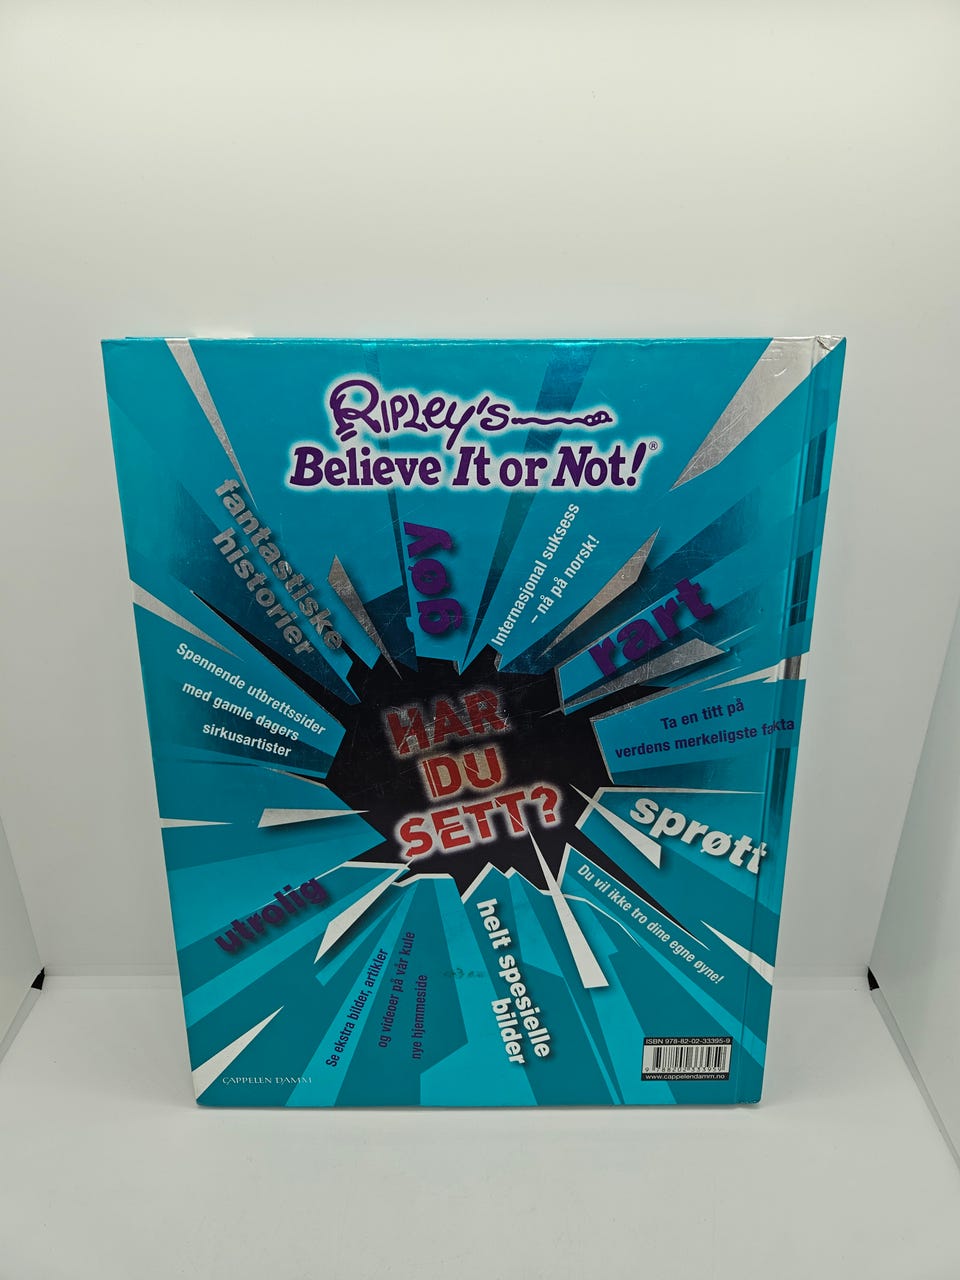 RIPLEY'S
Believe It or Not!®
fantastiske
historier
gøy
Internasjonal suksess
– nå på norsk!
rart
Spennende utbrettssider
med gamle dagers
sirkusartister
HAR
DU
SETT?
Ta en titt på
verdens merkeligste fakta
sprøtt
Du vil ikke tro dine egne øyne!
utrolig
Se ekstra bilder, artikler
og videoer på vår kule
nye hjemmeside
helt spesielle
bilder
CAPPELEN DAMM
ISBN 978-82-02-33395-9
9 788202 333959
www.cappelendamm.no